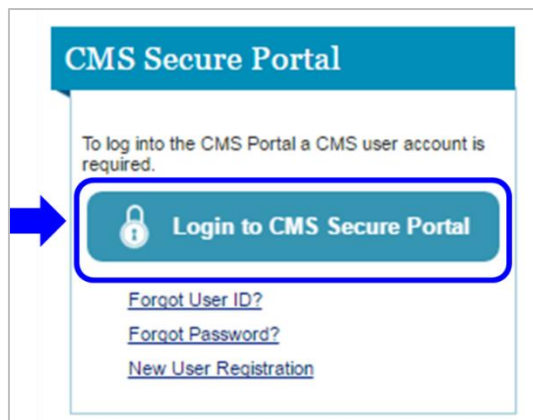 CMS Secure Portal
To log into the CMS Portal a CMS user account is
required.
Login to CMS Secure Portal
Forgot User ID?
Forgot Password?
New User Registration